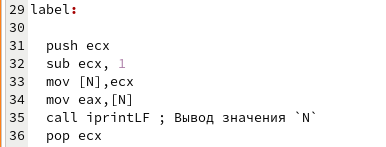 29 label:
30
31 push ecx
32 sub ecx, 1
33 mov [N],ecx
34 mov eax,[N]
35 call iprintLF ; Вывод значения `N`
36 pop ecx